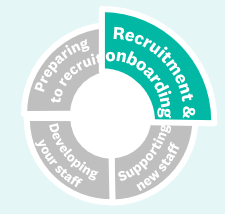 Recruitment &
onboarding
Supporting
new staff
Developing
your staff
Preparing
to recruit